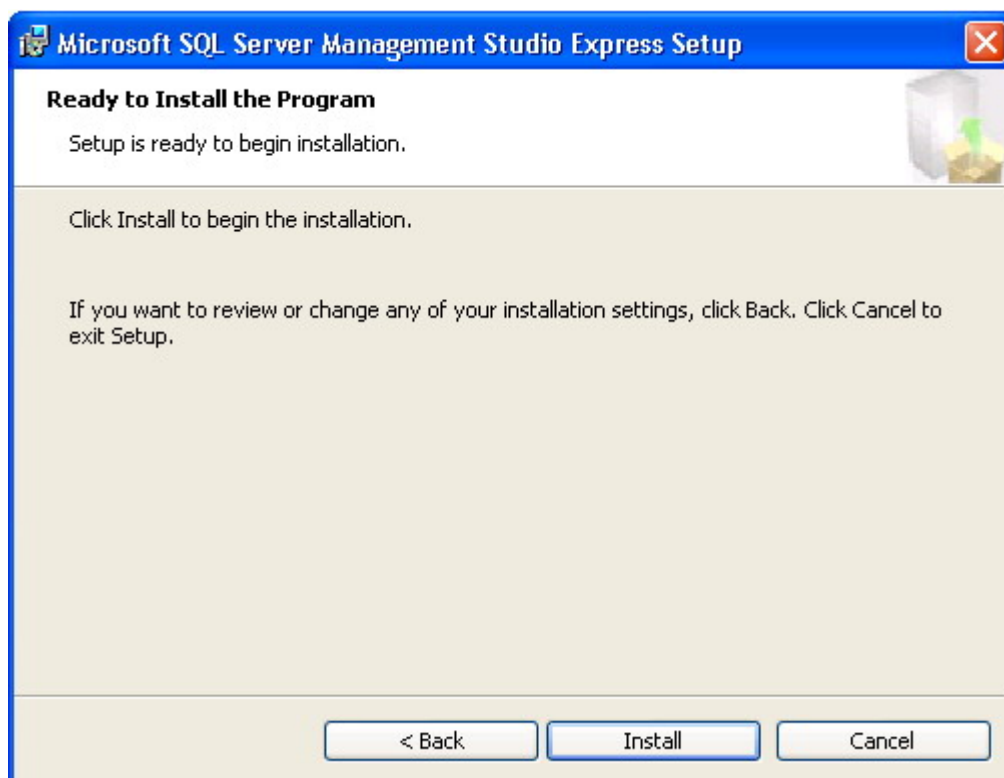 Microsoft SQL Server Management Studio Express Setup
Ready to Install the Program
Setup is ready to begin installation.
Click Install to begin the installation.
If you want to review or change any of your installation settings, click Back. Click Cancel to
exit Setup.
< Back Install Cancel